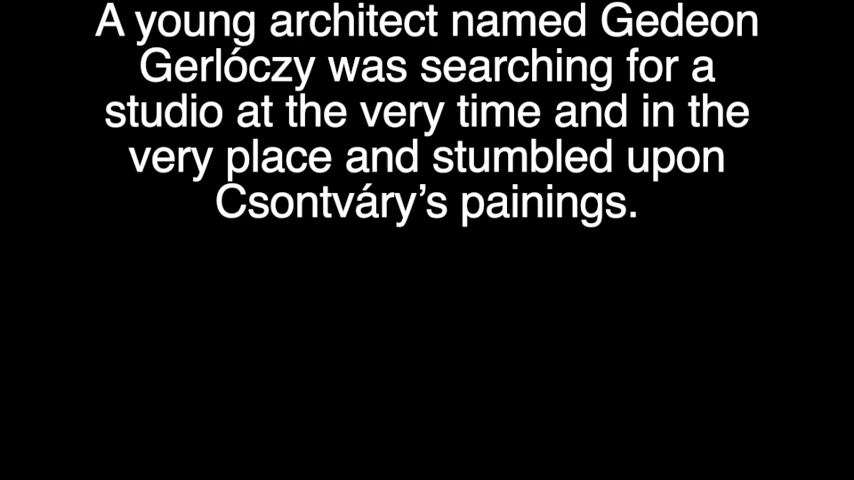 A young architect named Gedeon
Gerlóczy was searching for a
studio at the very time and in the
very place and stumbled upon
Csontváry’s painings.